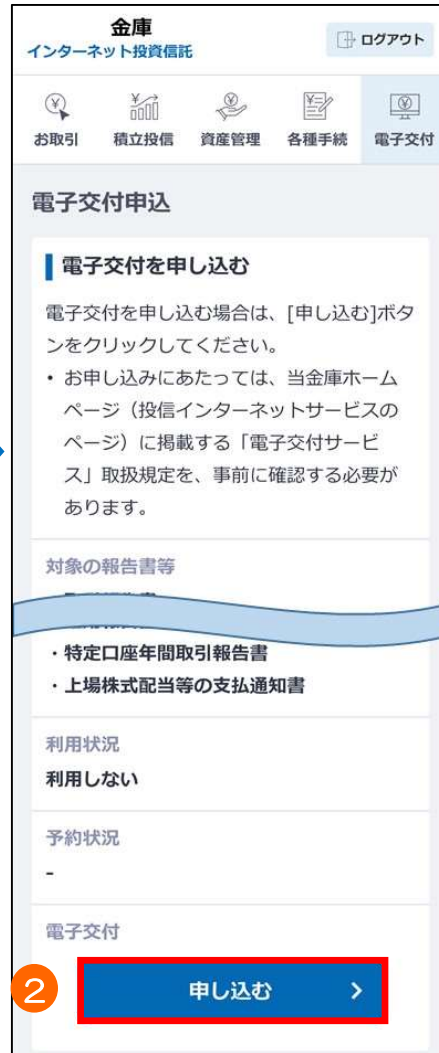 金庫
インターネット投資信託
ログアウト
お取引
積立投信
資産管理
各種手続
電子交付
電子交付申込
電子交付を申し込む
電子交付を申し込む場合は、[申し込む]ボタ
ンをクリックしてください。
・お申し込みにあたっては、当金庫ホーム
ページ（投信インターネットサービスの
ページ）に掲載する「電子交付サービ
ス」取扱規定を、事前に確認する必要が
あります。
対象の報告書等
・特定口座年間取引報告書
・上場株式配当等の支払通知書
利用状況
利用しない
予約状況
-
電子交付
2
申し込む